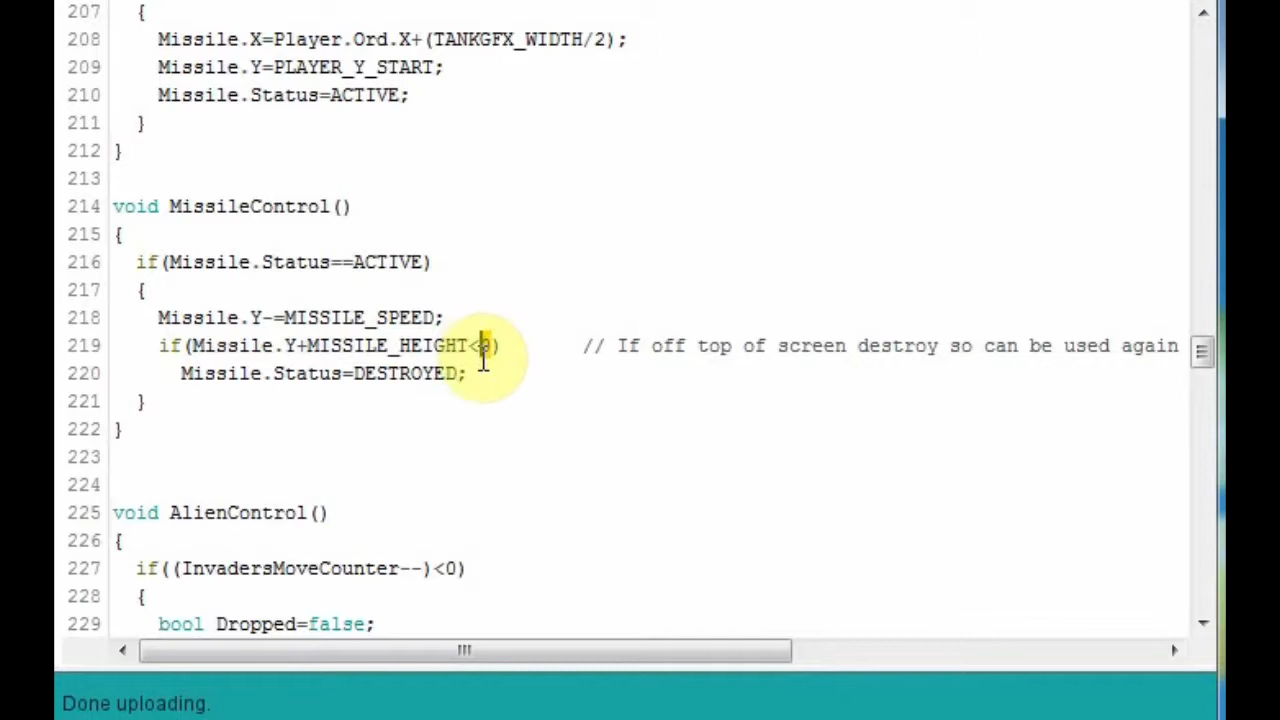 207 {
208 Missile.X=Player.Ord.X+(TANKGFX_WIDTH/2);
209 Missile.Y=PLAYER_Y_START;
210 Missile.Status=ACTIVE;
211 }
212 }
213
214 void MissileControl()
215 {
216 if(Missile.Status==ACTIVE)
217 {
218 Missile.Y-=MISSILE_SPEED;
219 if(Missile.Y+MISSILE_HEIGHT<0) // If off top of screen destroy so can be used again
220 Missile.Status=DESTROYED;
221 }
222 }
223
224
225 void AlienControl()
226 {
227 if((InvadersMoveCounter--)<0)
228 {
229 bool Dropped=false;
Done uploading.